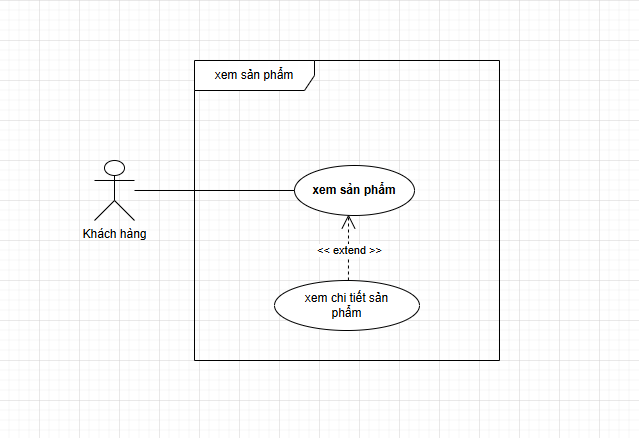 xem sản phẩm
xem sản phẩm
Khách hàng
<< extend >>
xem chi tiết sản
phẩm